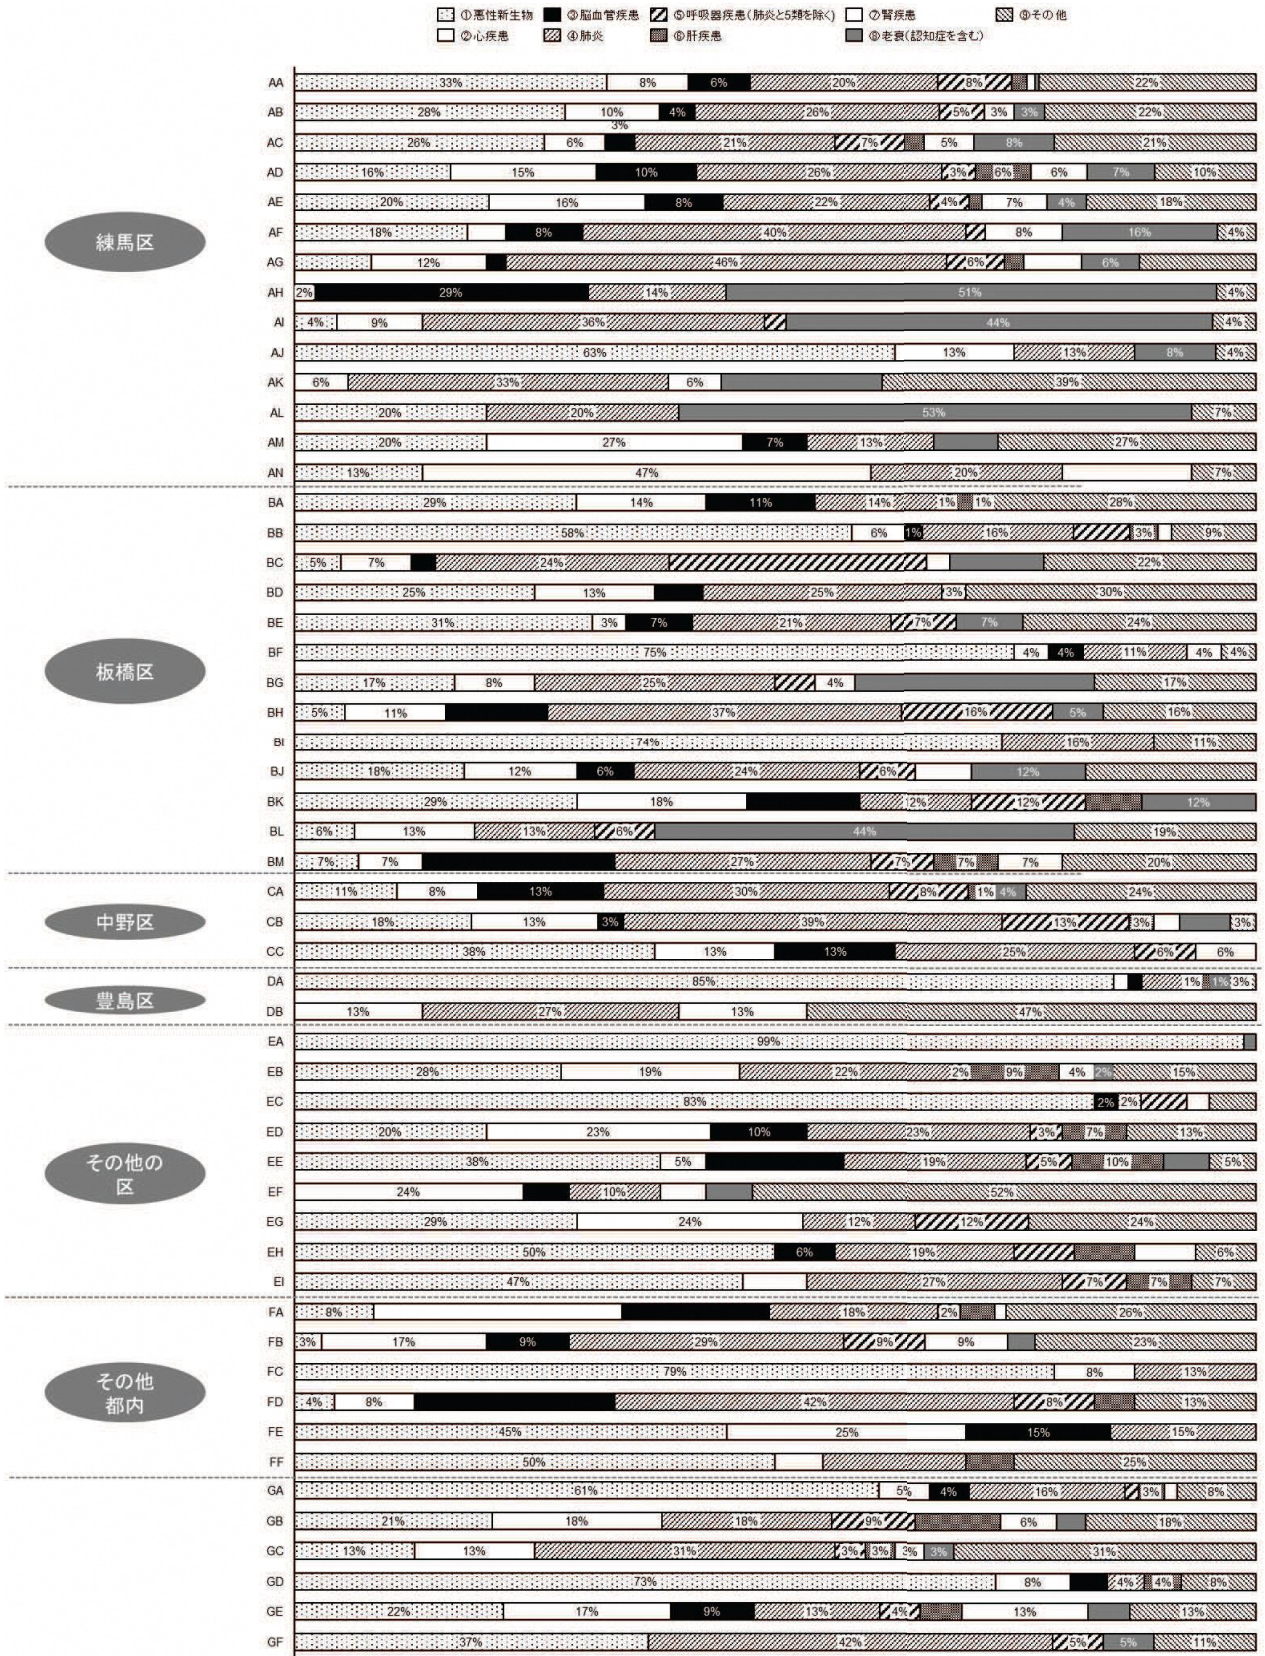 ①悪性新生物 ③脳血管疾患 ⑤呼吸器疾患(肺炎と5類を除く) ⑦腎疾患 ⑨その他
②心疾患 ④肺炎 ⑥肝疾患 ⑧老衰(認知症を含む)
AA 33% 8% 6% 20% 8% 22%
AB 28% 10% 4% 26% 5% 3% 3% 22%
3%
AC 26% 6% 21% 7% 5% 8% 21%
AD 16% 15% 10% 26% 3% 6% 6% 7% 10%
AE 20% 16% 8% 22% 4% 7% 4% 18%
練馬区
AF 18% 8% 40% 8% 16% 4%
AG 12% 46% 6% 6%
AH 2% 29% 14% 51% 4%
AI 4% 9% 36% 44% 4%
AJ 63% 13% 13% 8% 4%
AK 6% 33% 6% 39%
AL 20% 20% 53% 7%
AM 20% 27% 7% 13% 27%
AN 13% 47% 20% 7%
BA 29% 14% 11% 14% 1% 1% 28%
BB 58% 6% 1% 16% 3% 9%
BC 5% 7% 24% 22%
BD 25% 13% 25% 3% 30%
BE 31% 3% 7% 21% 7% 7% 24%
BF 75% 4% 4% 11% 4% 4%
板橋区
BG 17% 8% 25% 4% 17%
BH 5% 11% 37% 16% 5% 16%
BI 74% 16% 11%
BJ 18% 12% 6% 24% 6% 12%
BK 29% 18% 12% 12% 12%
BL 6% 13% 13% 6% 44% 19%
BM 7% 7% 27% 7% 7% 7% 20%
CA 11% 8% 13% 30% 8% 1% 4% 24%
中野区
CB 18% 13% 3% 39% 13% 3% 3%
CC 38% 13% 13% 25% 6% 6%
DA 85% 1% 1% 3%
豊島区
DB 13% 27% 13% 47%
EA 99%
EB 28% 19% 22% 2% 9% 4% 2% 15%
EC 83% 2% 2%
ED 20% 23% 10% 23% 3% 7% 13%
その他の
区
EE 38% 5% 19% 5% 10% 5%
EF 24% 10% 52%
EG 29% 24% 12% 12% 24%
EH 50% 6% 19% 6%
EI 47% 27% 7% 7% 7%
FA 8% 18% 2% 26%
FB 3% 17% 9% 29% 9% 9% 23%
FC 79% 8% 13%
その他
都内
FD 4% 8% 42% 8% 13%
FE 45% 25% 15% 15%
FF 50% 25%
GA 61% 5% 4% 16% 3% 8%
GB 21% 18% 18% 9% 6% 18%
GC 13% 13% 31% 3% 3% 3% 3% 31%
GD 73% 8% 4% 4% 8%
GE 22% 17% 9% 13% 4% 13% 13%
GF 37% 42% 5% 5% 11%